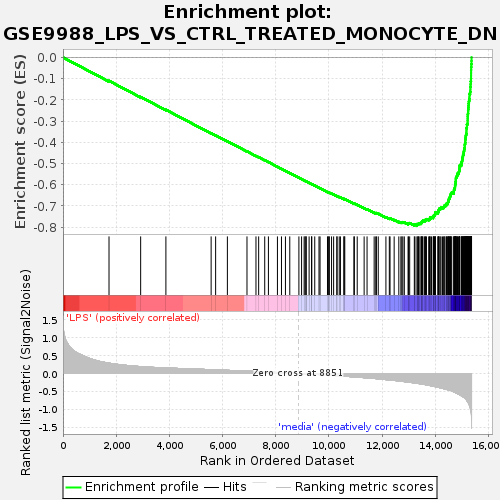 Enrichment plot:
GSE9988_LPS_VS_CTRL_TREATED_MONOCYTE_DN
Enrichment score (ES)
0.0
-0.1
-0.2
-0.3
-0.4
-0.5
-0.6
-0.7
-0.8
'LPS' (positively correlated)
Ranked list metric (Signal2Noise)
1.5
1.0
0.5
0.0
-0.5
-1.0
-1.5
Zero cross at 8851
'media' (negatively correlated)
0 2,000 4,000 6,000 8,000 10,000 12,000 14,000 16,000
Rank in Ordered Dataset
Enrichment profile Hits Ranking metric scores